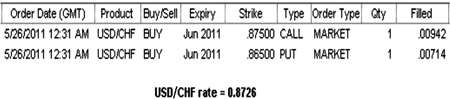 Order Date (GMT) Product Buy/Sell Expiry Strike Type Order Type Qty Filled
5/26/2011 12:31 AM USD/CHF BUY Jun 2011 .87500 CALL MARKET 1 .00942
5/26/2011 12:31 AM USD/CHF BUY Jun 2011 .86500 PUT MARKET 1 .00714
USD/CHF rate = 0.8726